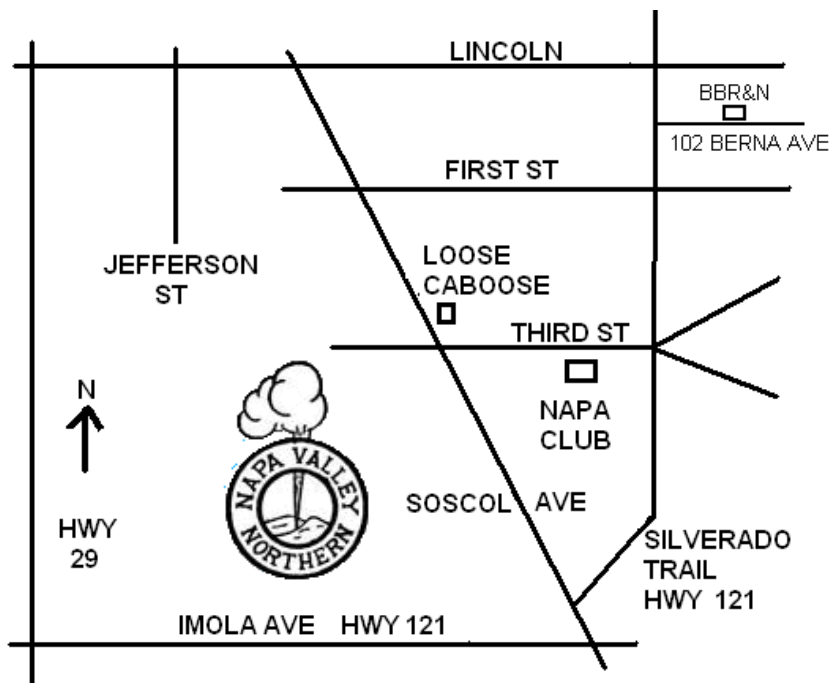 LINCOLN
BBR&N
102 BERNA AVE
FIRST ST
LOOSE
CABOOSE
JEFFERSON
ST
THIRD ST
N
NAPA
CLUB
NAPA VALLEY
NORTHERN
SOSCOL AVE
HWY
29
SILVERADO
TRAIL
HWY 121
IMOLA AVE HWY 121